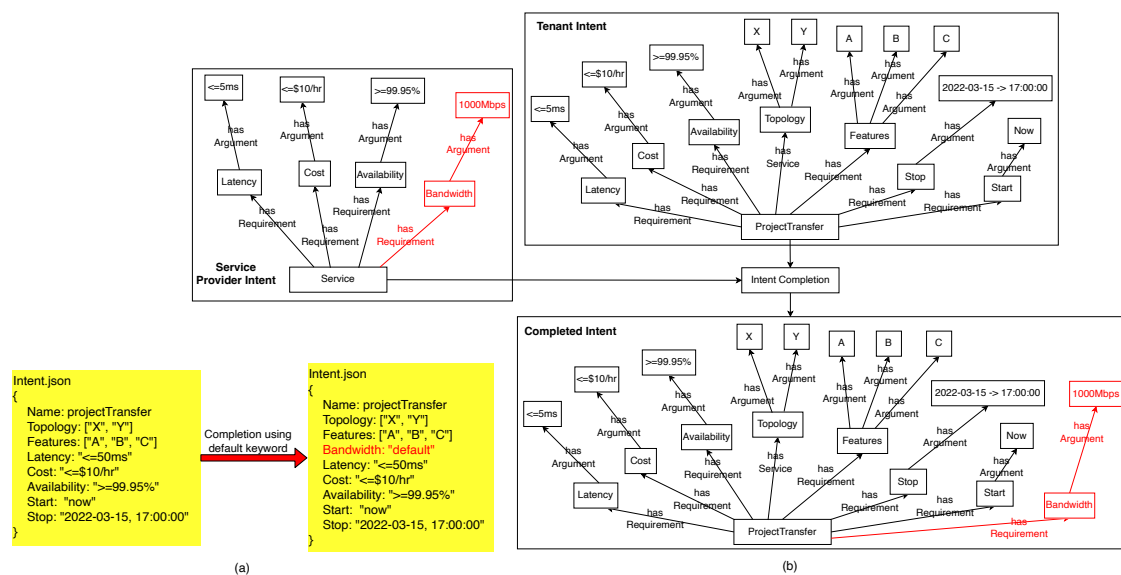 Tenant Intent
X
Y
A
B
C
>=99.95%
<=$10/hr
<=5ms
2022-03-15 -> 17:00:00
Now
has
Argument
has
Argument
has
Argument
has
Argument
has
Argument
has
Argument
has
Argument
has
Argument
has
Argument
has
Argument
Topology
Availability
Features
Cost
Latency
Stop
Start
has
Requirement
has
Requirement
has
Requirement
has
Service
has
Requirement
has
Requirement
has
Requirement
ProjectTransfer
<=5ms
<=$10/hr
>=99.95%
1000Mbps
has
Argument
has
Argument
has
Argument
has
Argument
Latency
Cost
Availability
Bandwidth
has
Requirement
has
Requirement
has
Requirement
has
Requirement
Service
Provider Intent
Service
Intent Completion
Completed Intent
X
Y
A
B
C
>=99.95%
<=$10/hr
<=5ms
2022-03-15 -> 17:00:00
1000Mbps
Now
has
Argument
has
Argument
has
Argument
has
Argument
has
Argument
has
Argument
has
Argument
has
Argument
has
Argument
has
Argument
has
Argument
Topology
Availability
Features
Cost
Latency
Stop
Start
Bandwidth
has
Requirement
has
Requirement
has
Requirement
has
Service
has
Requirement
has
Requirement
has
Requirement
has
Requirement
ProjectTransfer
Intent.json
{
Name: projectTransfer
Topology: ["X", "Y"]
Features: ["A", "B", "C"]
Latency: "<=50ms"
Cost: "<=$10/hr"
Availability: ">=99.95%"
Start: "now"
Stop: "2022-03-15, 17:00:00"
}
Completion using
default keyword
Intent.json
{
Name: projectTransfer
Topology: ["X", "Y"]
Features: ["A", "B", "C"]
Bandwidth: "default"
Latency: "<=50ms"
Cost: "<=$10/hr"
Availability: ">=99.95%"
Start: "now"
Stop: "2022-03-15, 17:00:00"
}
(a)
(b)